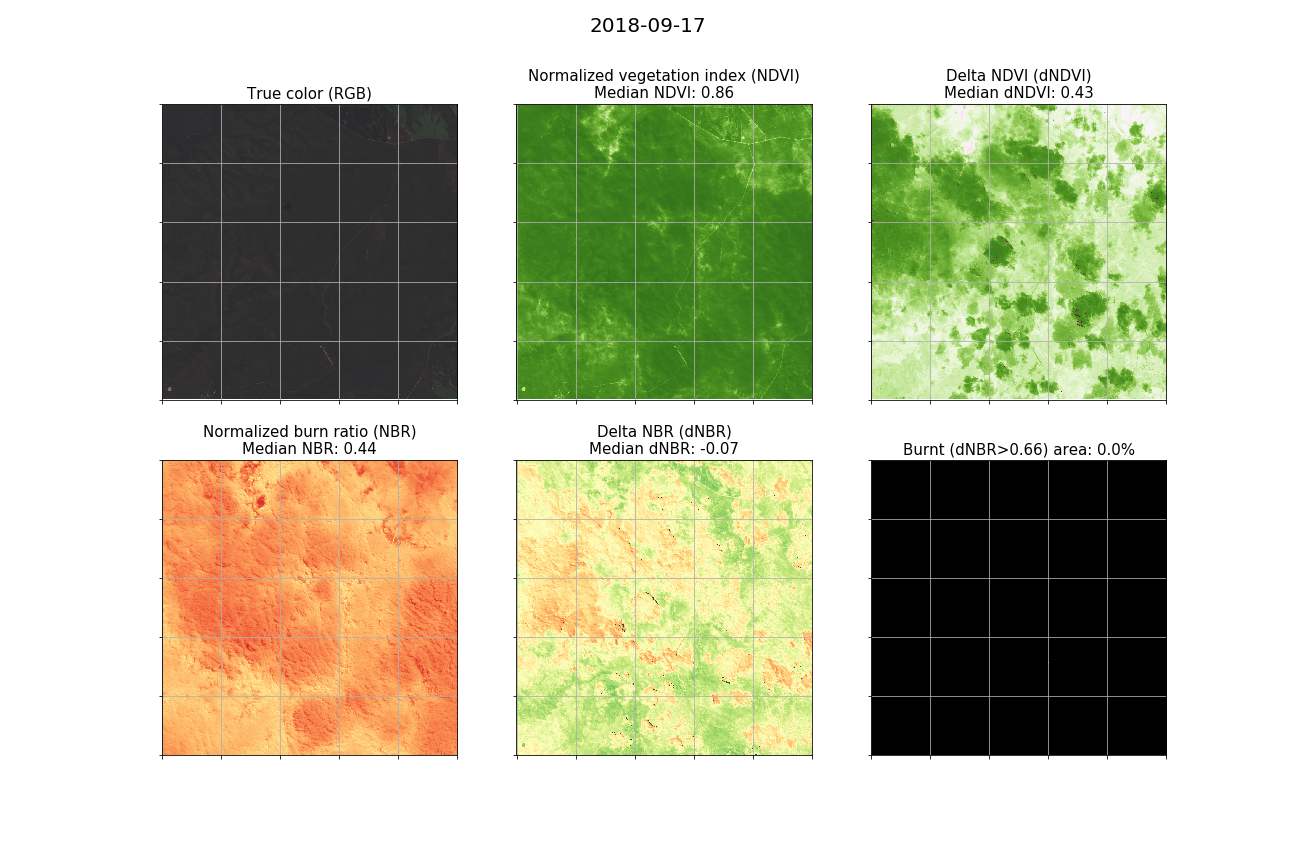 2018-09-17
True color (RGB)
Normalized vegetation index (NDVI)
Median NDVI: 0.86
Delta NDVI (dNDVI)
Median dNDVI: 0.43
Normalized burn ratio (NBR)
Median NBR: 0.44
Delta NBR (dNBR)
Median dNBR: -0.07
Burnt (dNBR>0.66) area: 0.0%